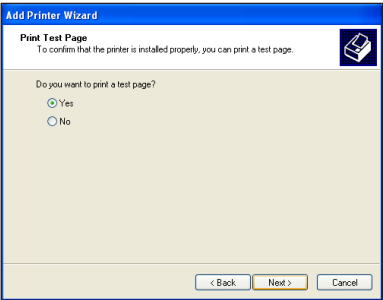 Add Printer Wizard
Print Test Page
To confirm that the printer is installed properly, you can print a test page.
Do you want to print a test page?
Yes
No
< Back
Next >
Cancel